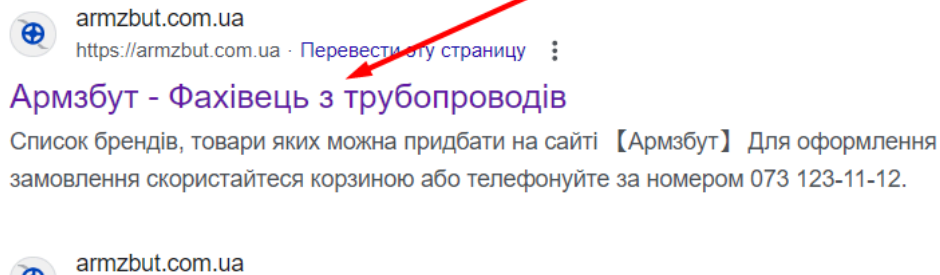 armzbut.com.ua
https://armzbut.com.ua · Перевести эту страницу
Армзбут - Фахівець з трубопроводів
Список брендів, товари яких можна придбати на сайті 【Армзбут】 Для оформлення
замовлення скористайтеся корзиною або телефонуйте за номером 073 123-11-12.
armzbut.com.ua